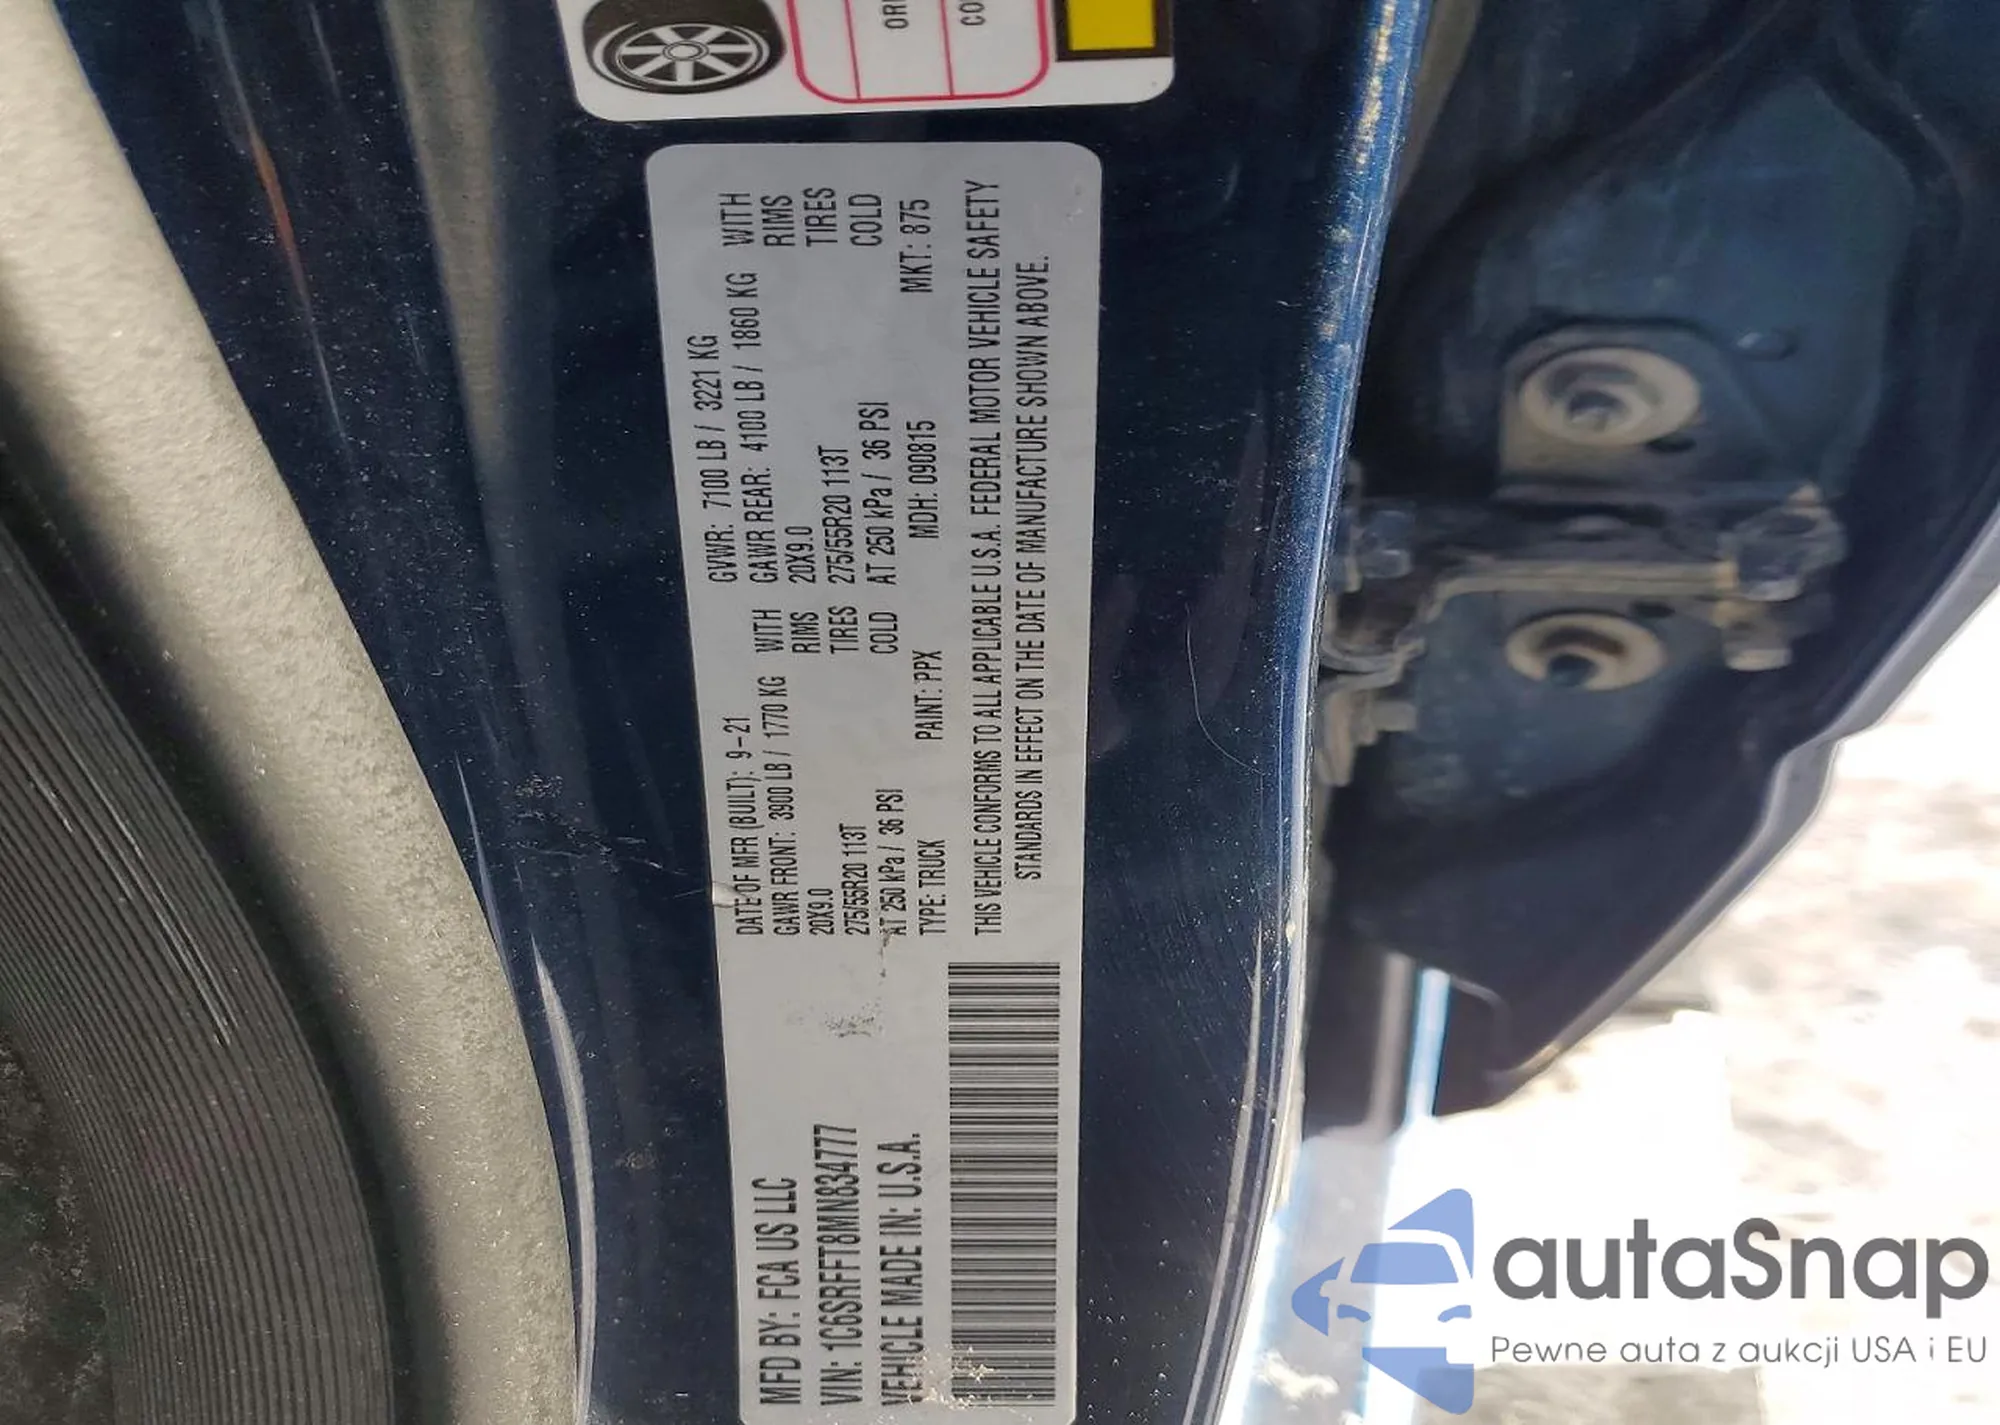 MFD BY: FCA US LLC
VIN: 1C6SRFFT8MN834777
VEHICLE MADE IN: U.S.A.
DATE OF MFR (BUILT): 9-21 GVWR: 7100 LB / 3221 KG
GAWR FRONT: 3900 LB / 1770 KG WITH GAWR REAR: 4100 LB / 1860 KG WITH
20X9.0 RIMS 20X9.0 RIMS
275/55R20 113T TIRES 275/55R20 113T TIRES
AT 250 kPa / 36 PSI COLD AT 250 kPa / 36 PSI COLD
TYPE: TRUCK PAINT: PPX MDH: 090815 MKT: 875
THIS VEHICLE CONFORMS TO ALL APPLICABLE U.S.A. FEDERAL MOTOR VEHICLE SAFETY
STANDARDS IN EFFECT ON THE DATE OF MANUFACTURE SHOWN ABOVE.
autaSnap
Pewne auta z aukcji USA i EU